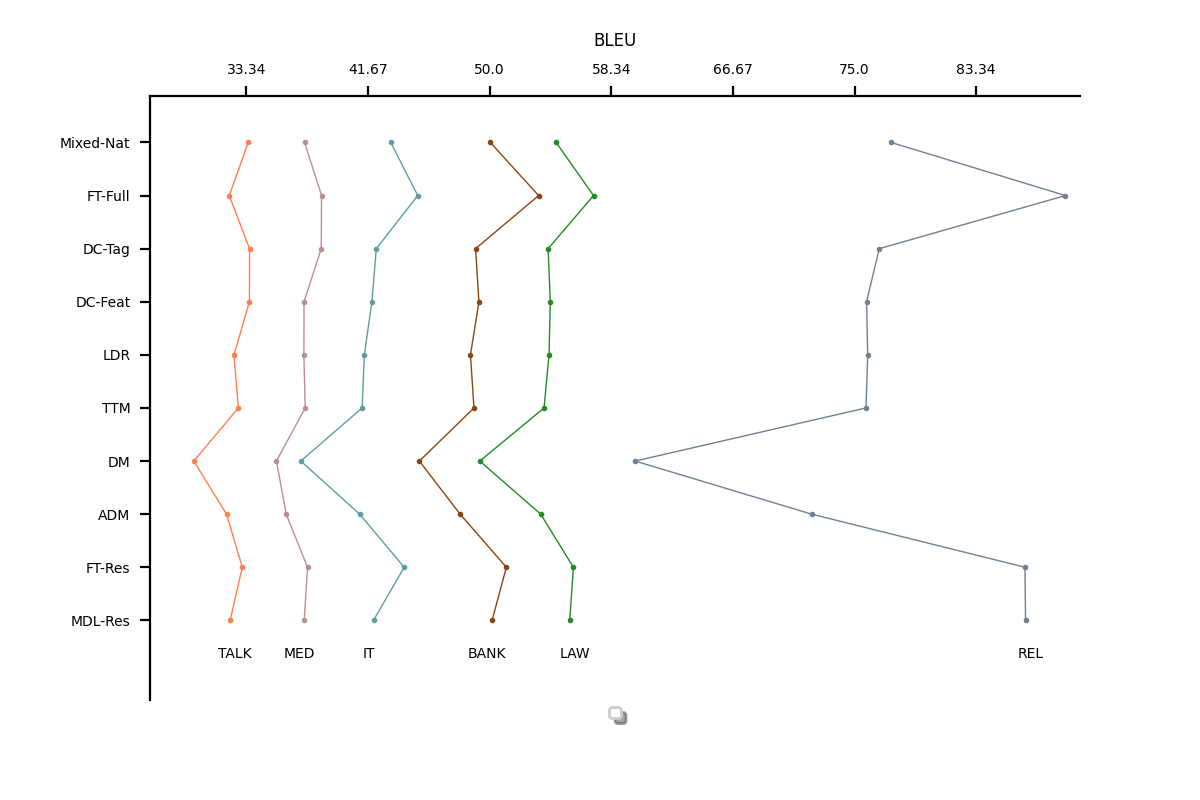 BLEU
33.34 41.67 50.0 58.34 66.67 75.0 83.34
Mixed-Nat
FT-Full
DC-Tag
DC-Feat
LDR
TTM
DM
ADM
FT-Res
MDL-Res
TALK MED IT BANK LAW REL